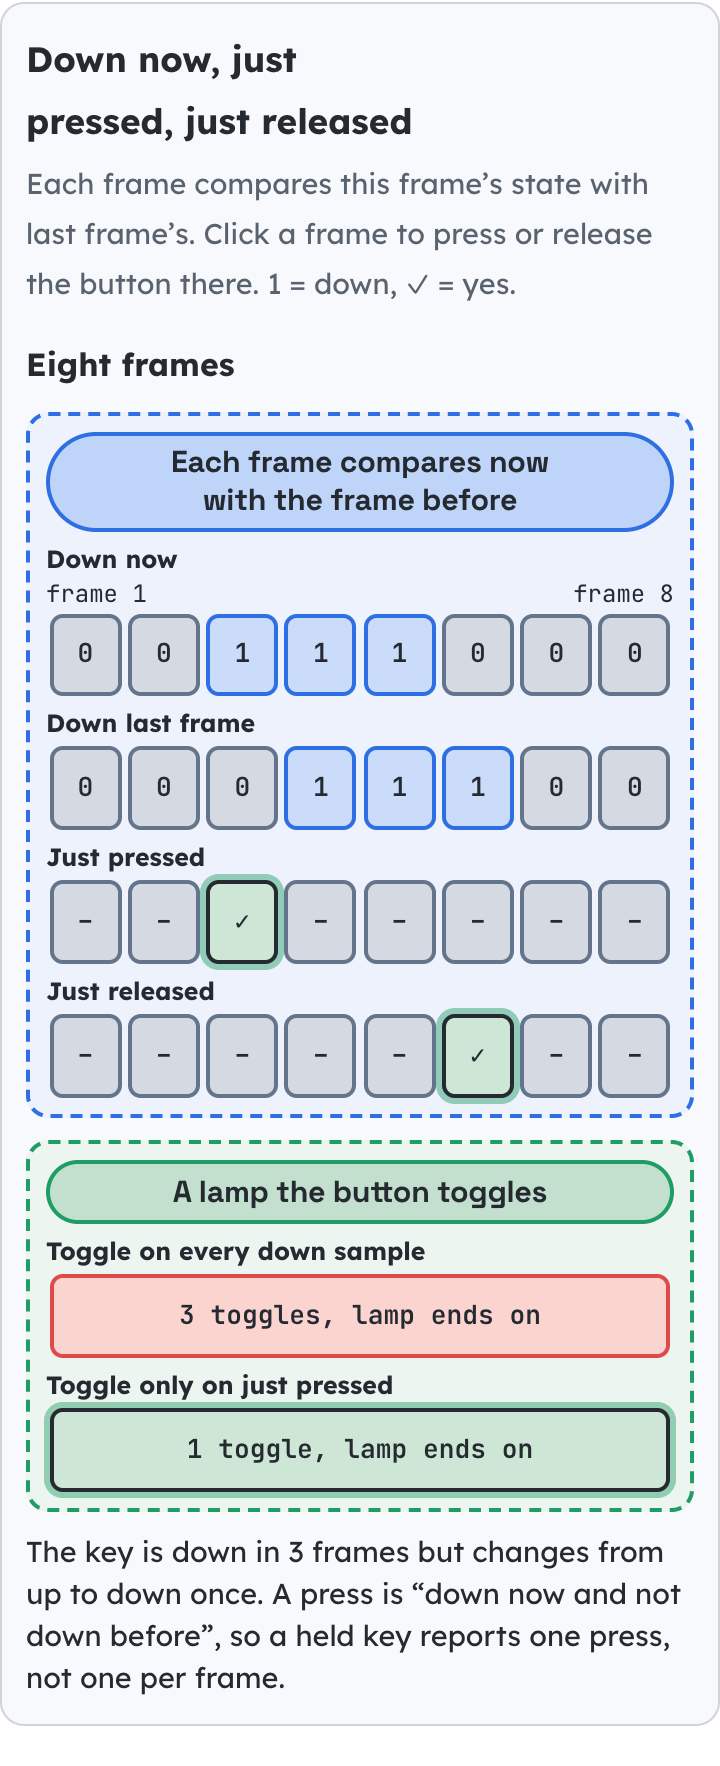 Down now, just
pressed, just released
Each frame compares this frame’s state with
last frame’s. Click a frame to press or release
the button there. 1 = down, ✓ = yes.
Eight frames
Each frame compares now
with the frame before
Down now
frame 1 frame 8
0 0 1 1 1 0 0 0
Down last frame
0 0 0 1 1 1 0 0
Just pressed
– – ✓ – – – – –
Just released
– – – – – ✓ – –
A lamp the button toggles
Toggle on every down sample
3 toggles, lamp ends on
Toggle only on just pressed
1 toggle, lamp ends on
The key is down in 3 frames but changes from
up to down once. A press is “down now and not
down before”, so a held key reports one press,
not one per frame.